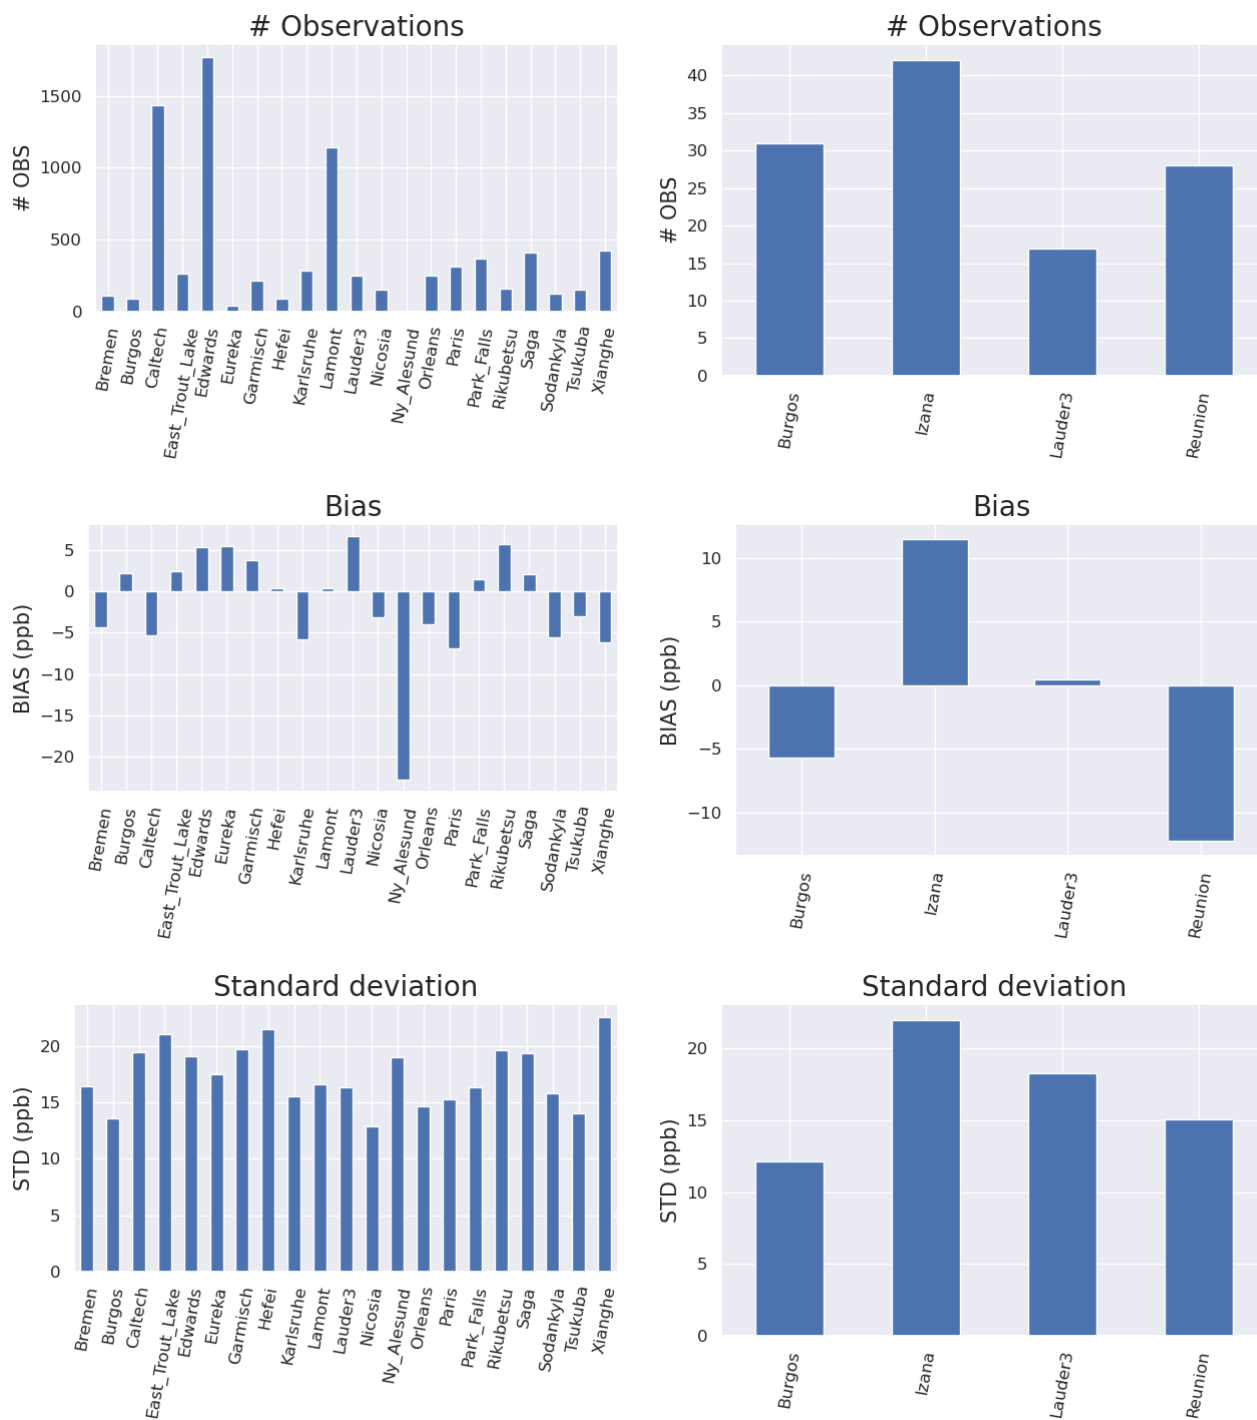 # Observations
# OBS
1500
1000
500
0
Bremen
Burgos
Caltech
East_Trout_Lake
Edwards
Eureka
Garmisch
Hefei
Karlsruhe
Lamont
Lauder3
Nicosia
Ny_Alesund
Orleans
Paris
Park_Falls
Rikubetsu
Saga
Sodankyla
Tsukuba
Xianghe
# Observations
# OBS
40
35
30
25
20
15
10
5
0
Burgos
Izana
Lauder3
Reunion
Bias
BIAS (ppb)
5
0
−5
−10
−15
−20
Bremen
Burgos
Caltech
East_Trout_Lake
Edwards
Eureka
Garmisch
Hefei
Karlsruhe
Lamont
Lauder3
Nicosia
Ny_Alesund
Orleans
Paris
Park_Falls
Rikubetsu
Saga
Sodankyla
Tsukuba
Xianghe
Bias
BIAS (ppb)
10
5
0
−5
−10
Burgos
Izana
Lauder3
Reunion
Standard deviation
STD (ppb)
20
15
10
5
0
Bremen
Burgos
Caltech
East_Trout_Lake
Edwards
Eureka
Garmisch
Hefei
Karlsruhe
Lamont
Lauder3
Nicosia
Ny_Alesund
Orleans
Paris
Park_Falls
Rikubetsu
Saga
Sodankyla
Tsukuba
Xianghe
Standard deviation
STD (ppb)
20
15
10
5
0
Burgos
Izana
Lauder3
Reunion